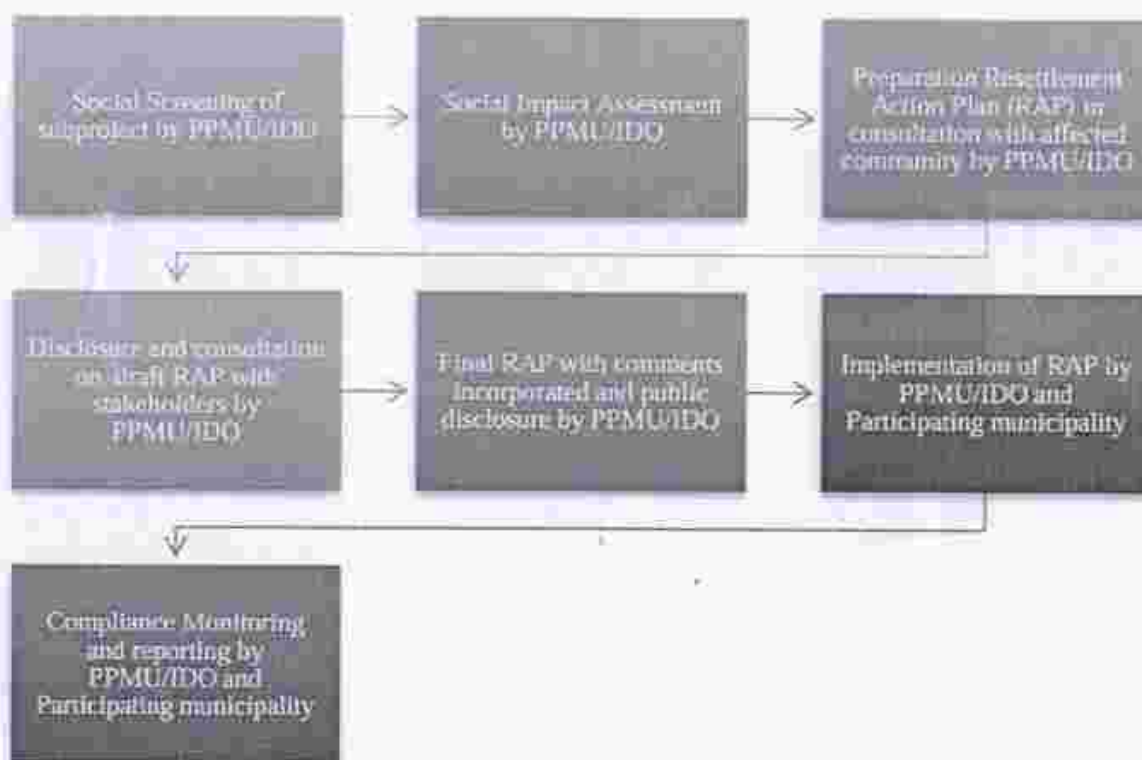 Social Screening of
subproject by PPMU/IDO
Social Impact Assessment
by PPMU/IDO
Preparation Resettlement
Action Plan (RAP) in
consultation with affected
community by PPMU/IDO
Disclosure and consultation
on draft RAP with
stakeholders by
PPMU/IDO
Final RAP with comments
incorporated and public
disclosure by PPMU/IDO
Implementation of RAP by
PPMU/IDO and
Participating municipality
Compliance Monitoring
and reporting by
PPMU/IDO and
Participating municipality